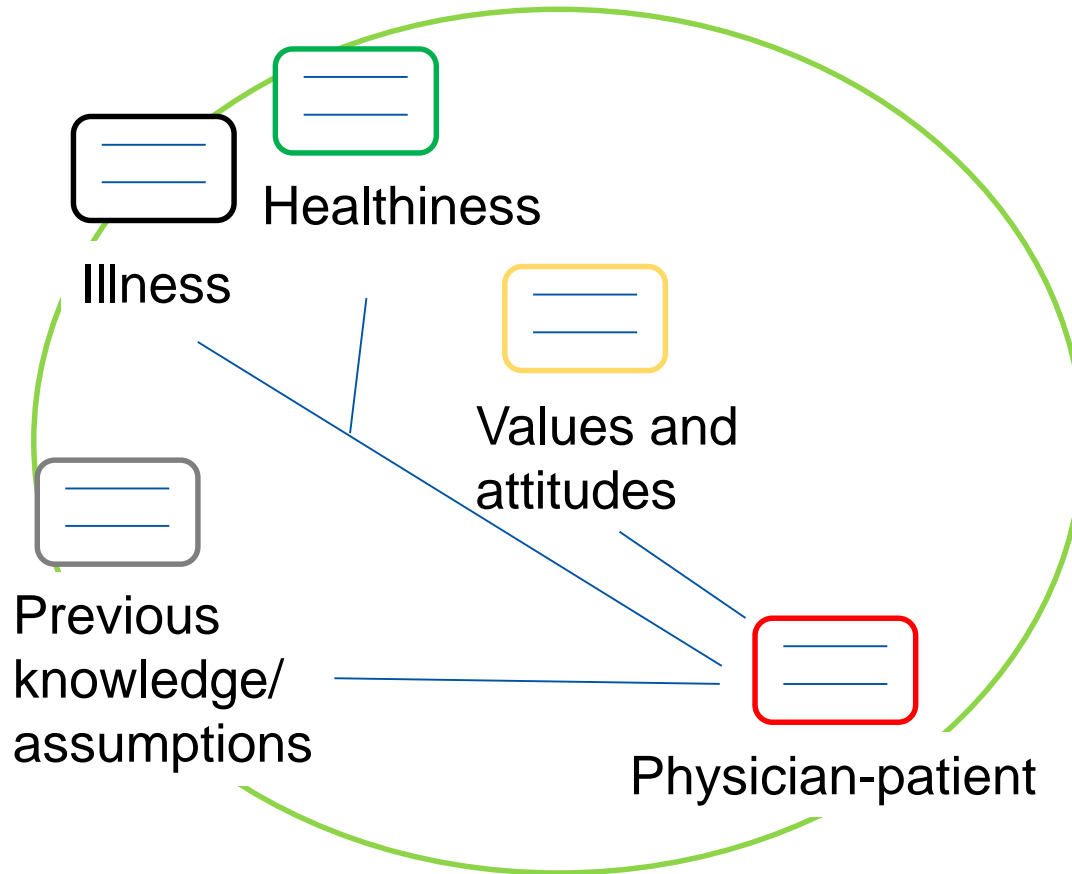 Healthiness
Illness
Values and
attitudes
Previous
knowledge/
assumptions
Physician-patient